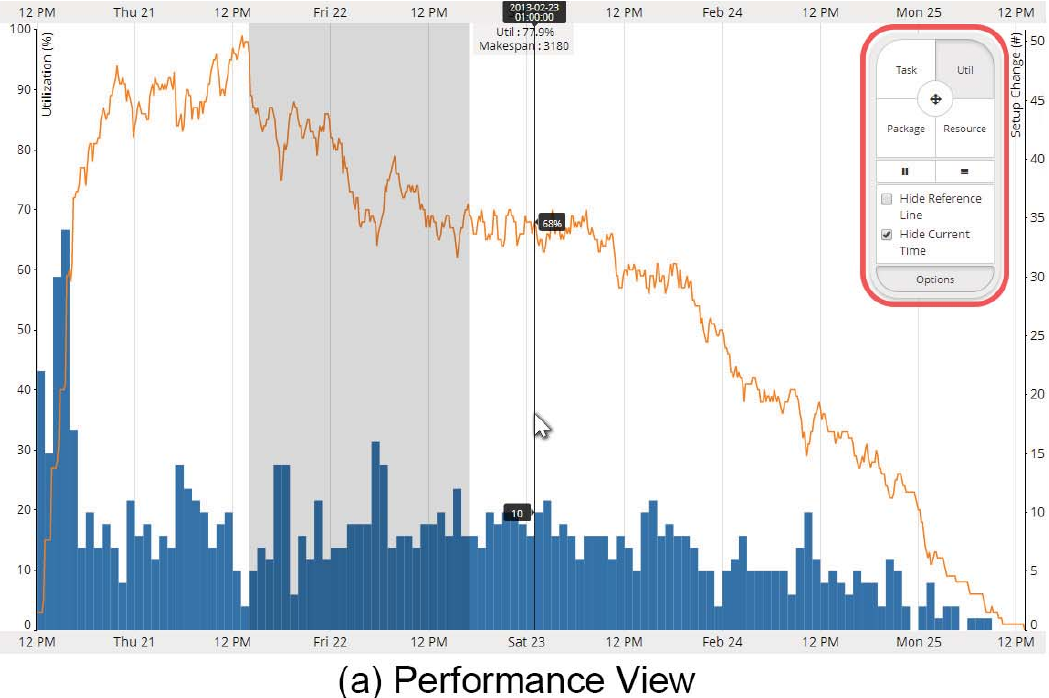 12 PM Thu 21 12 PM Fri 22 12 PM 2013-02-23 12 PM Feb 24 12 PM Mon 25 12 PM
01:00:00
Util : 77.9%
Makespan : 3180
Utilization (%)
Setup Change (#)
100
90
80
70
60
50
40
30
20
10
0
50
45
40
35
30
25
20
15
10
5
0
Task Util
Package Resource
Hide Reference
Line
Hide Current
Time
Options
68%
10
12 PM Thu 21 12 PM Fri 22 12 PM Sat 23 12 PM Feb 24 12 PM Mon 25 12 PM
(a) Performance View